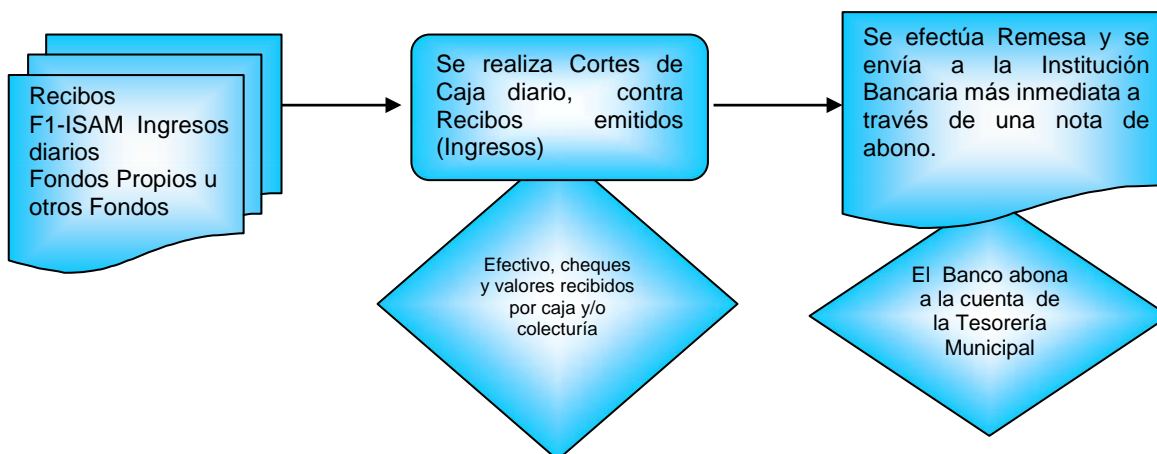 Recibos
F1-ISAM Ingresos
diarios
Fondos Propios u
otros Fondos
Se realiza Cortes de
Caja diario, contra
Recibos emitidos
(Ingresos)
Efectivo, cheques
y valores recibidos
por caja y/o
colecturía
Se efectúa Remesa y se
envía a la Institución
Bancaria más inmediata a
través de una nota de
abono.
El Banco abona
a la cuenta de
la Tesorería
Municipal